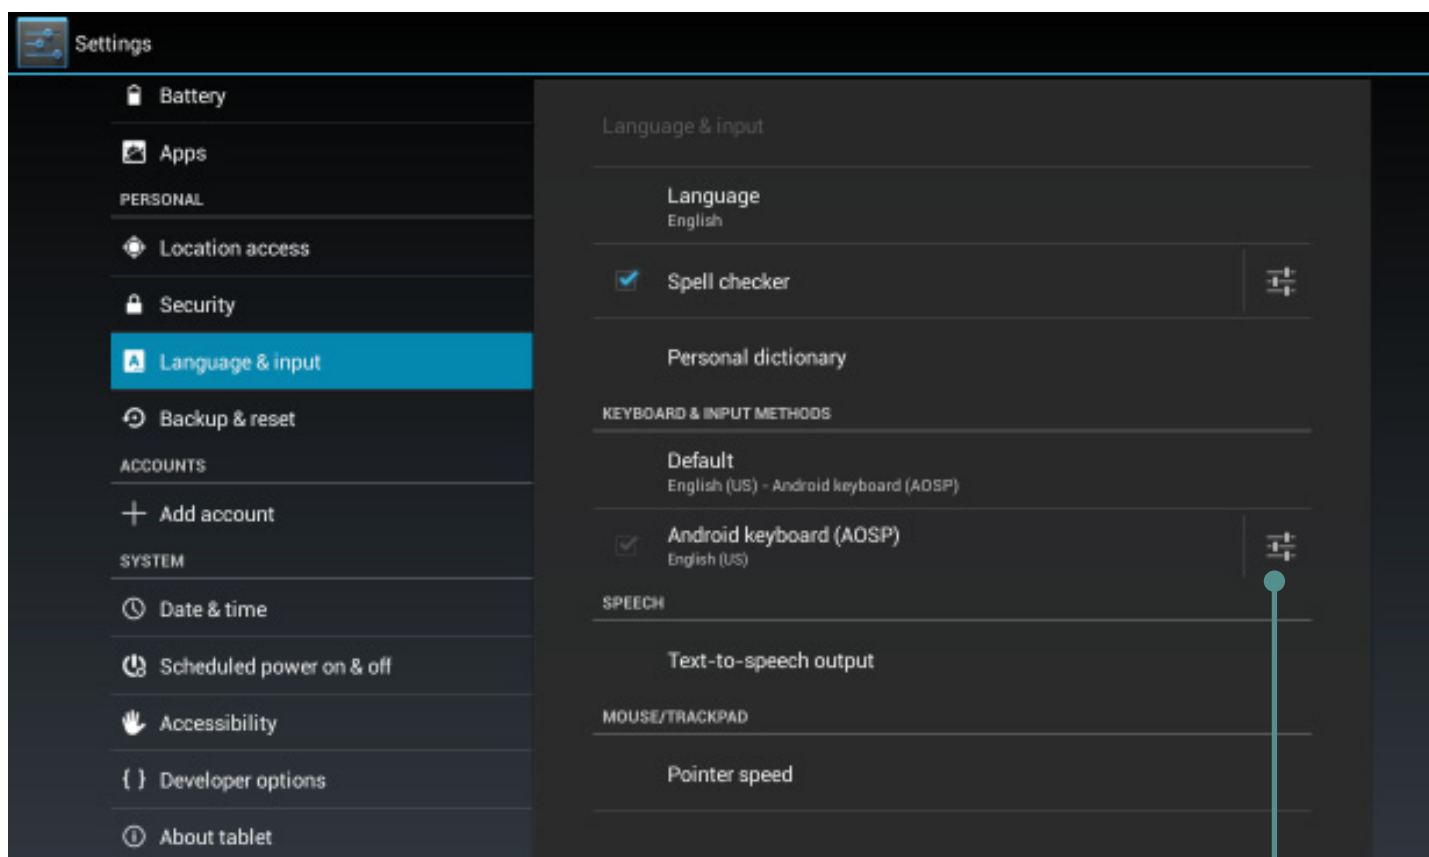 Settings
Battery
Apps
PERSONAL
Location access
Security
Language & input
Backup & reset
ACCOUNTS
Add account
SYSTEM
Date & time
Scheduled power on & off
Accessibility
{ } Developer options
About tablet
Language & input
Language
English
Spell checker
Personal dictionary
KEYBOARD & INPUT METHODS
Default
English (US) - Android keyboard (AOSP)
Android keyboard (AOSP)
English (US)
SPEECH
Text-to-speech output
MOUSE/TRACKPAD
Pointer speed